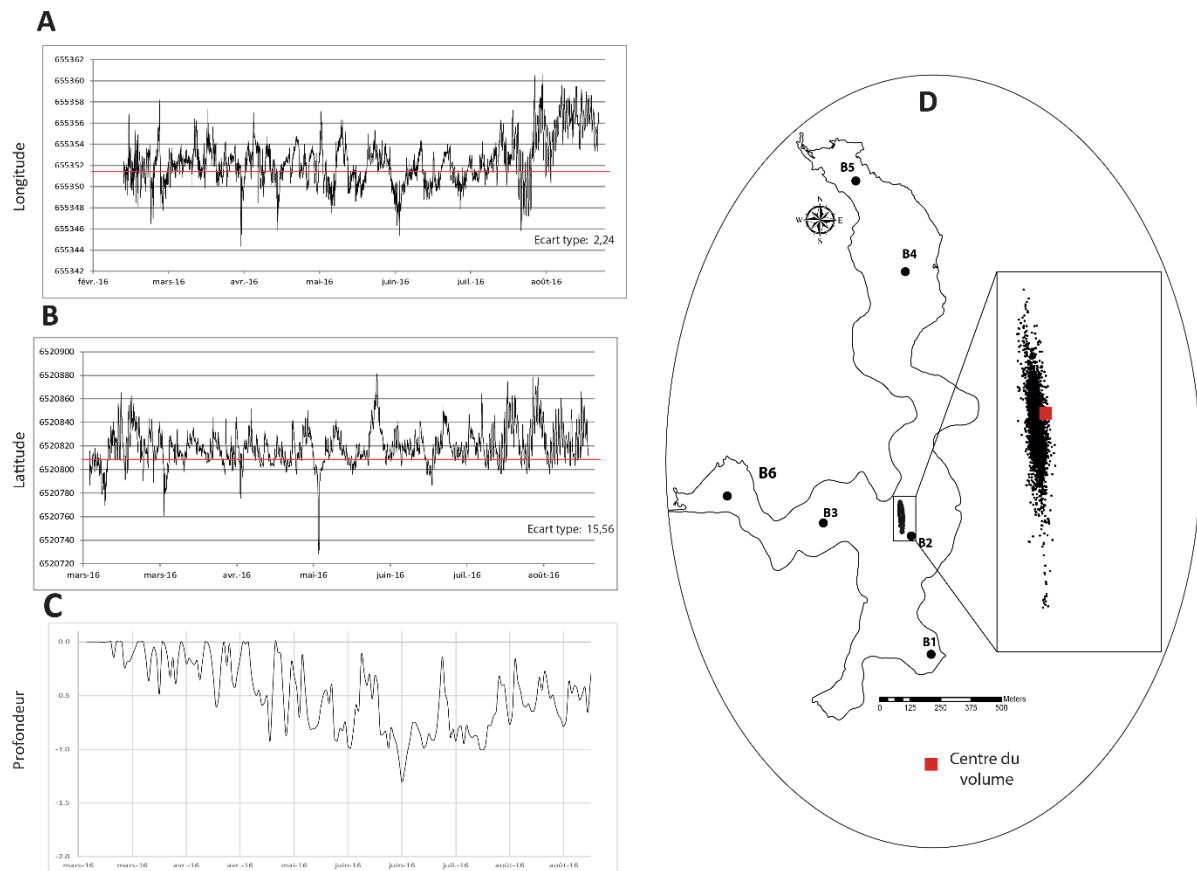 A
Longitude
655362
655360
655358
655356
655354
655352
655350
655348
655346
655344
655342
Ecart type: 2,24
févr.-16 mars-16 avr.-16 mai-16 juin-16 juil.-16 août-16
B
Latitude
6520900
6520880
6520860
6520840
6520820
6520800
6520780
6520760
6520740
6520720
Ecart type: 15,56
mars-16 mars-16 avr.-16 mai-16 juin-16 juil.-16 août-16
C
Profondeur
0.0
-0.5
-1.0
-1.5
-2.0
mars-16 mars-16 avr.-16 avr.-16 mai-16 juin-16 juin-16 juil.-16 août-16 août-16
D
B5
N
W E
S
B4
B6
B3
B2
B1
Meters
0 125 250 375 500
Centre du
volume